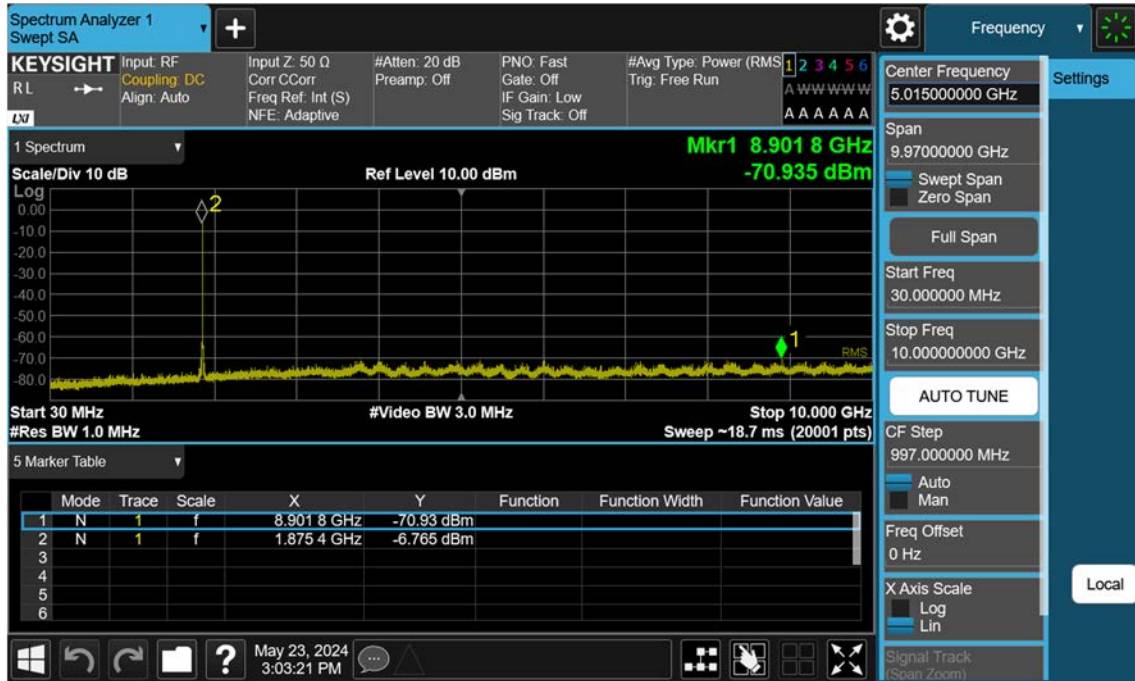 Spectrum Analyzer 1
Swept SA
Frequency
KEYSIGHT
R L
LXI
Input: RF
Coupling: DC
Align: Auto
Input Z: 50 Ω
Corr CCorr
Freq Ref: Int (S)
NFE: Adaptive
#Atten: 20 dB
Preamp: Off
PNO: Fast
Gate: Off
IF Gain: Low
Sig Track: Off
#Avg Type: Power (RMS
Trig: Free Run
1 2 3 4 5 6
A W W W W W
A A A A A A
1 Spectrum
Scale/Div 10 dB
Ref Level 10.00 dBm
Mkr1 8.901 8 GHz
-70.935 dBm
Log
0.00
-10.0
-20.0
-30.0
-40.0
-50.0
-60.0
-70.0
-80.0
2
1
RMS
Start 30 MHz
#Video BW 3.0 MHz
Stop 10.000 GHz
#Res BW 1.0 MHz
Sweep ~18.7 ms (20001 pts)
5 Marker Table
Mode Trace Scale X Y Function Function Width Function Value
1 N 1 f 8.901 8 GHz -70.93 dBm
2 N 1 f 1.875 4 GHz -6.765 dBm
3
4
5
6
May 23, 2024
3:03:21 PM
Center Frequency
5.015000000 GHz
Settings
Span
9.97000000 GHz
Swept Span
Zero Span
Full Span
Start Freq
30.000000 MHz
Stop Freq
10.000000000 GHz
AUTO TUNE
CF Step
997.000000 MHz
Auto
Man
Freq Offset
0 Hz
X Axis Scale
Log
Lin
Local
Signal Track
(Span Zoom)